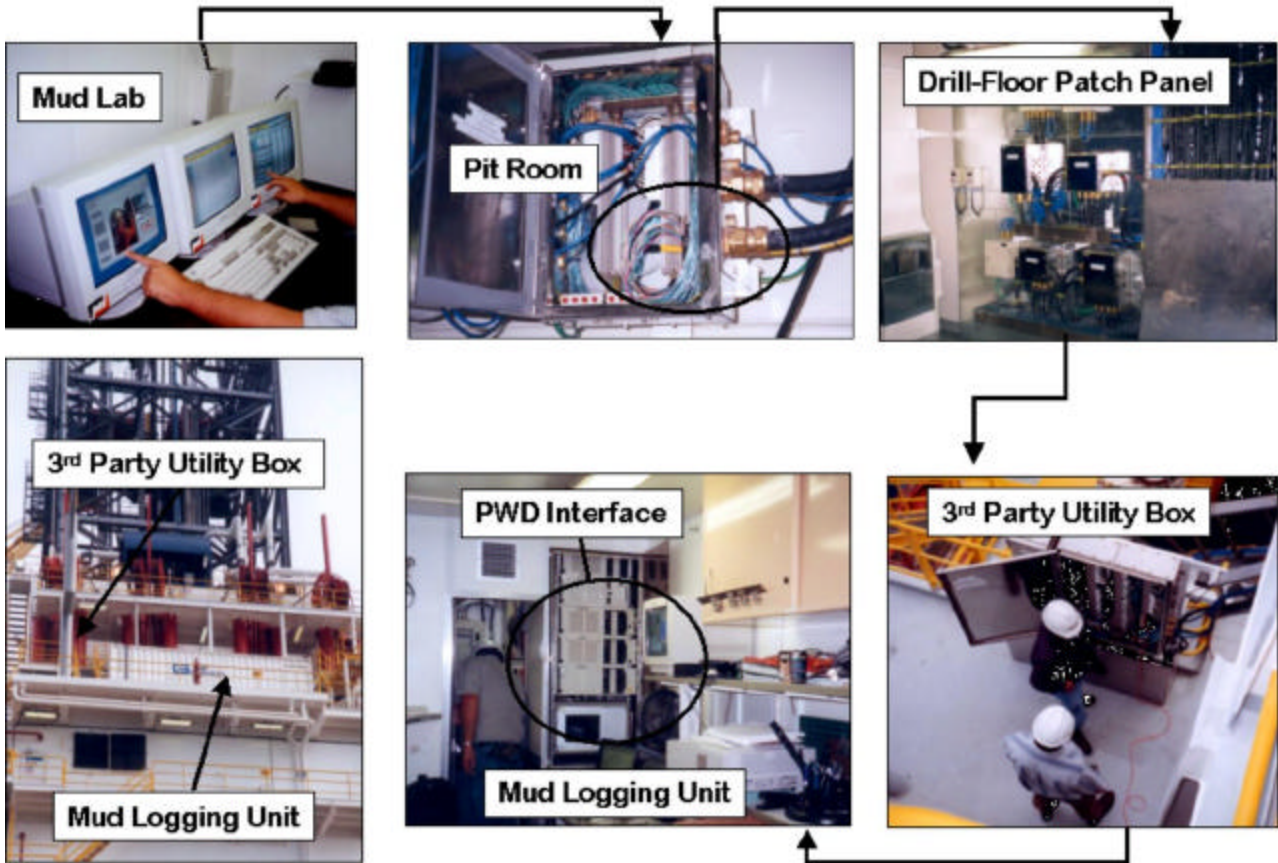 Mud Lab
Pit Room
Drill-Floor Patch Panel
3rd Party Utility Box
Mud Logging Unit
PWD Interface
Mud Logging Unit
3rd Party Utility Box